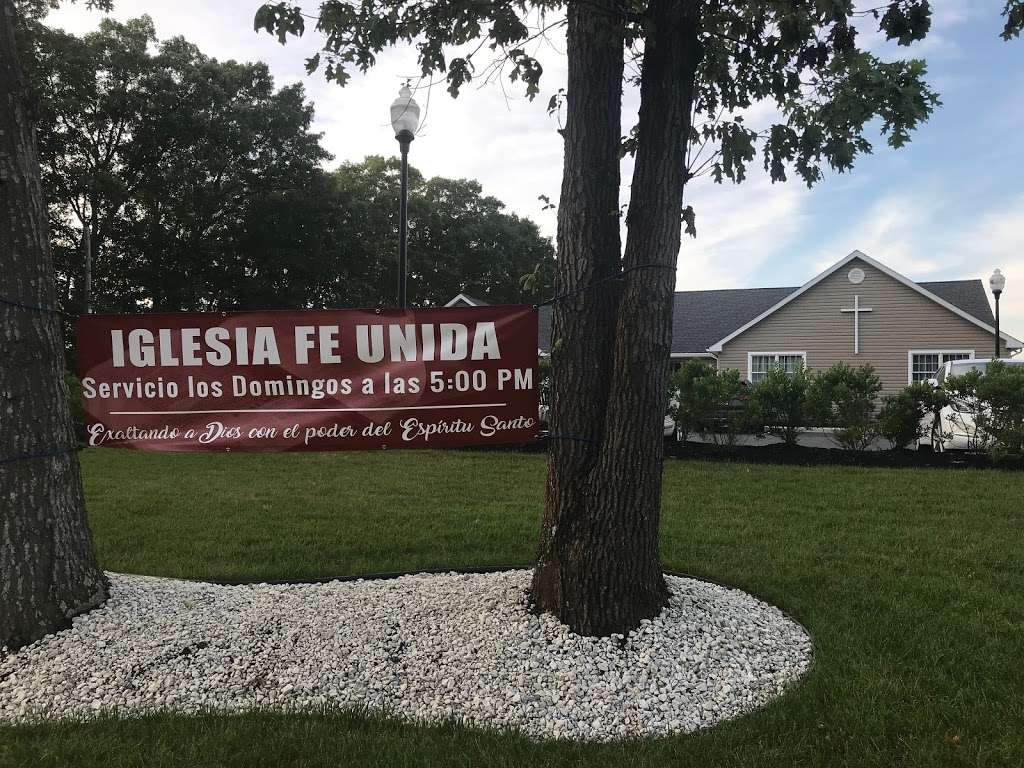 IGLESIA FE UNIDA
Servicio los Domingos a las 5:00 PM
Exaltando a Dios con el poder del Espíritu Santo